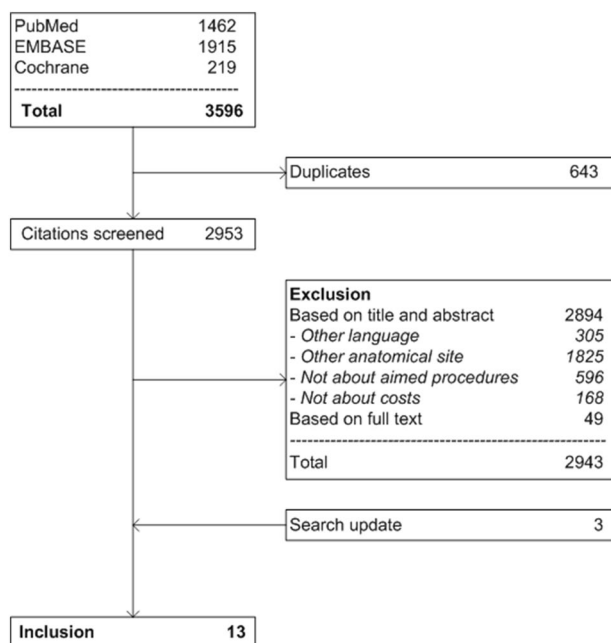 PubMed 1462
EMBASE 1915
Cochrane 219
Total 3596
Duplicates 643
Citations screened 2953
Exclusion
Based on title and abstract 2894
- Other language 305
- Other anatomical site 1825
- Not about aimed procedures 596
- Not about costs 168
Based on full text 49
Total 2943
Search update 3
Inclusion 13